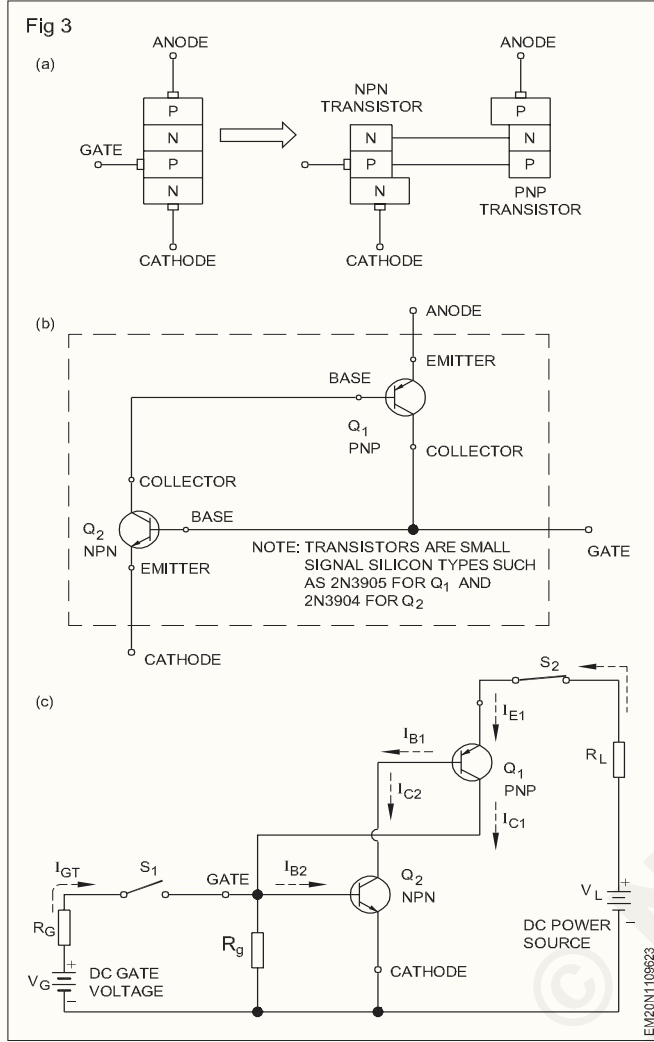 Fig 3
(a)
ANODE
P
N
P
N
GATE
CATHODE
NPN
TRANSISTOR
N
P
N
CATHODE
ANODE
P
N
P
PNP
TRANSISTOR
(b)
ANODE
EMITTER
BASE
Q1
PNP
COLLECTOR
COLLECTOR
Q2
NPN
BASE
EMITTER
GATE
NOTE: TRANSISTORS ARE SMALL
SIGNAL SILICON TYPES SUCH
AS 2N3905 FOR Q1 AND
2N3904 FOR Q2
CATHODE
(c)
S2
IE1
IB1
Q1
PNP
RL
IC2
IC1
IGT
S1
GATE
IB2
Q2
NPN
RG
Rg
VL
+
-
DC POWER
SOURCE
CATHODE
VG
+
-
DC GATE
VOLTAGE
©
EM20N1109623